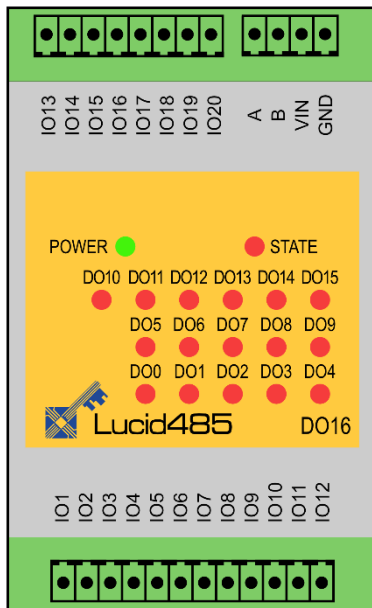 IO13 IO14 IO15 IO16 IO17 IO18 IO19 IO20 A B VIN GND
POWER STATE
DO10 DO11 DO12 DO13 DO14 DO15
DO5 DO6 DO7 DO8 DO9
DO0 DO1 DO2 DO3 DO4
Lucid485 DO16
IO1 IO2 IO3 IO4 IO5 IO6 IO7 IO8 IO9 IO10 IO11 IO12